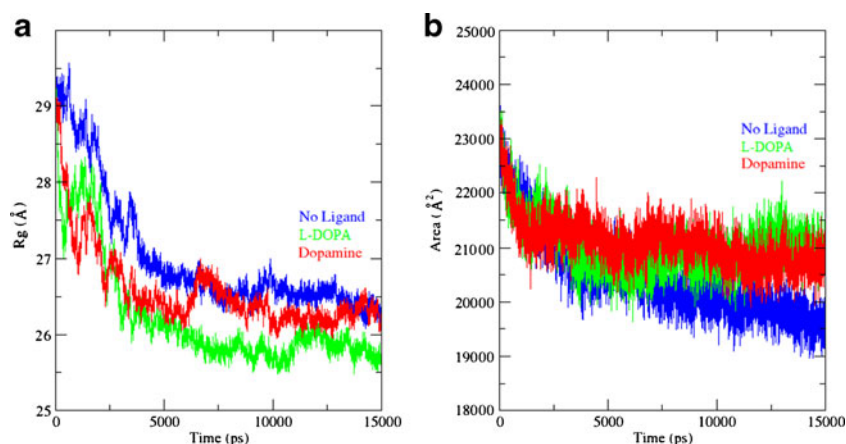 a
29
28
27
26
25
Rg (Å)
No Ligand
L-DOPA
Dopamine
0
5000
10000
15000
Time (ps)
b
25000
24000
23000
22000
21000
20000
19000
18000
Area (Å²)
No Ligand
L-DOPA
Dopamine
0
5000
10000
15000
Time (ps)